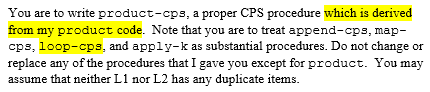 You are to write product-cps, a proper CPS procedure which is derived
from my product code.  Note that you are to treat append-cps, map-
cps, loop-cps, and apply-k as substantial procedures. Do not change or
replace any of the procedures that I gave you except for product.  You may
assume that neither L1 nor L2 has any duplicate items.